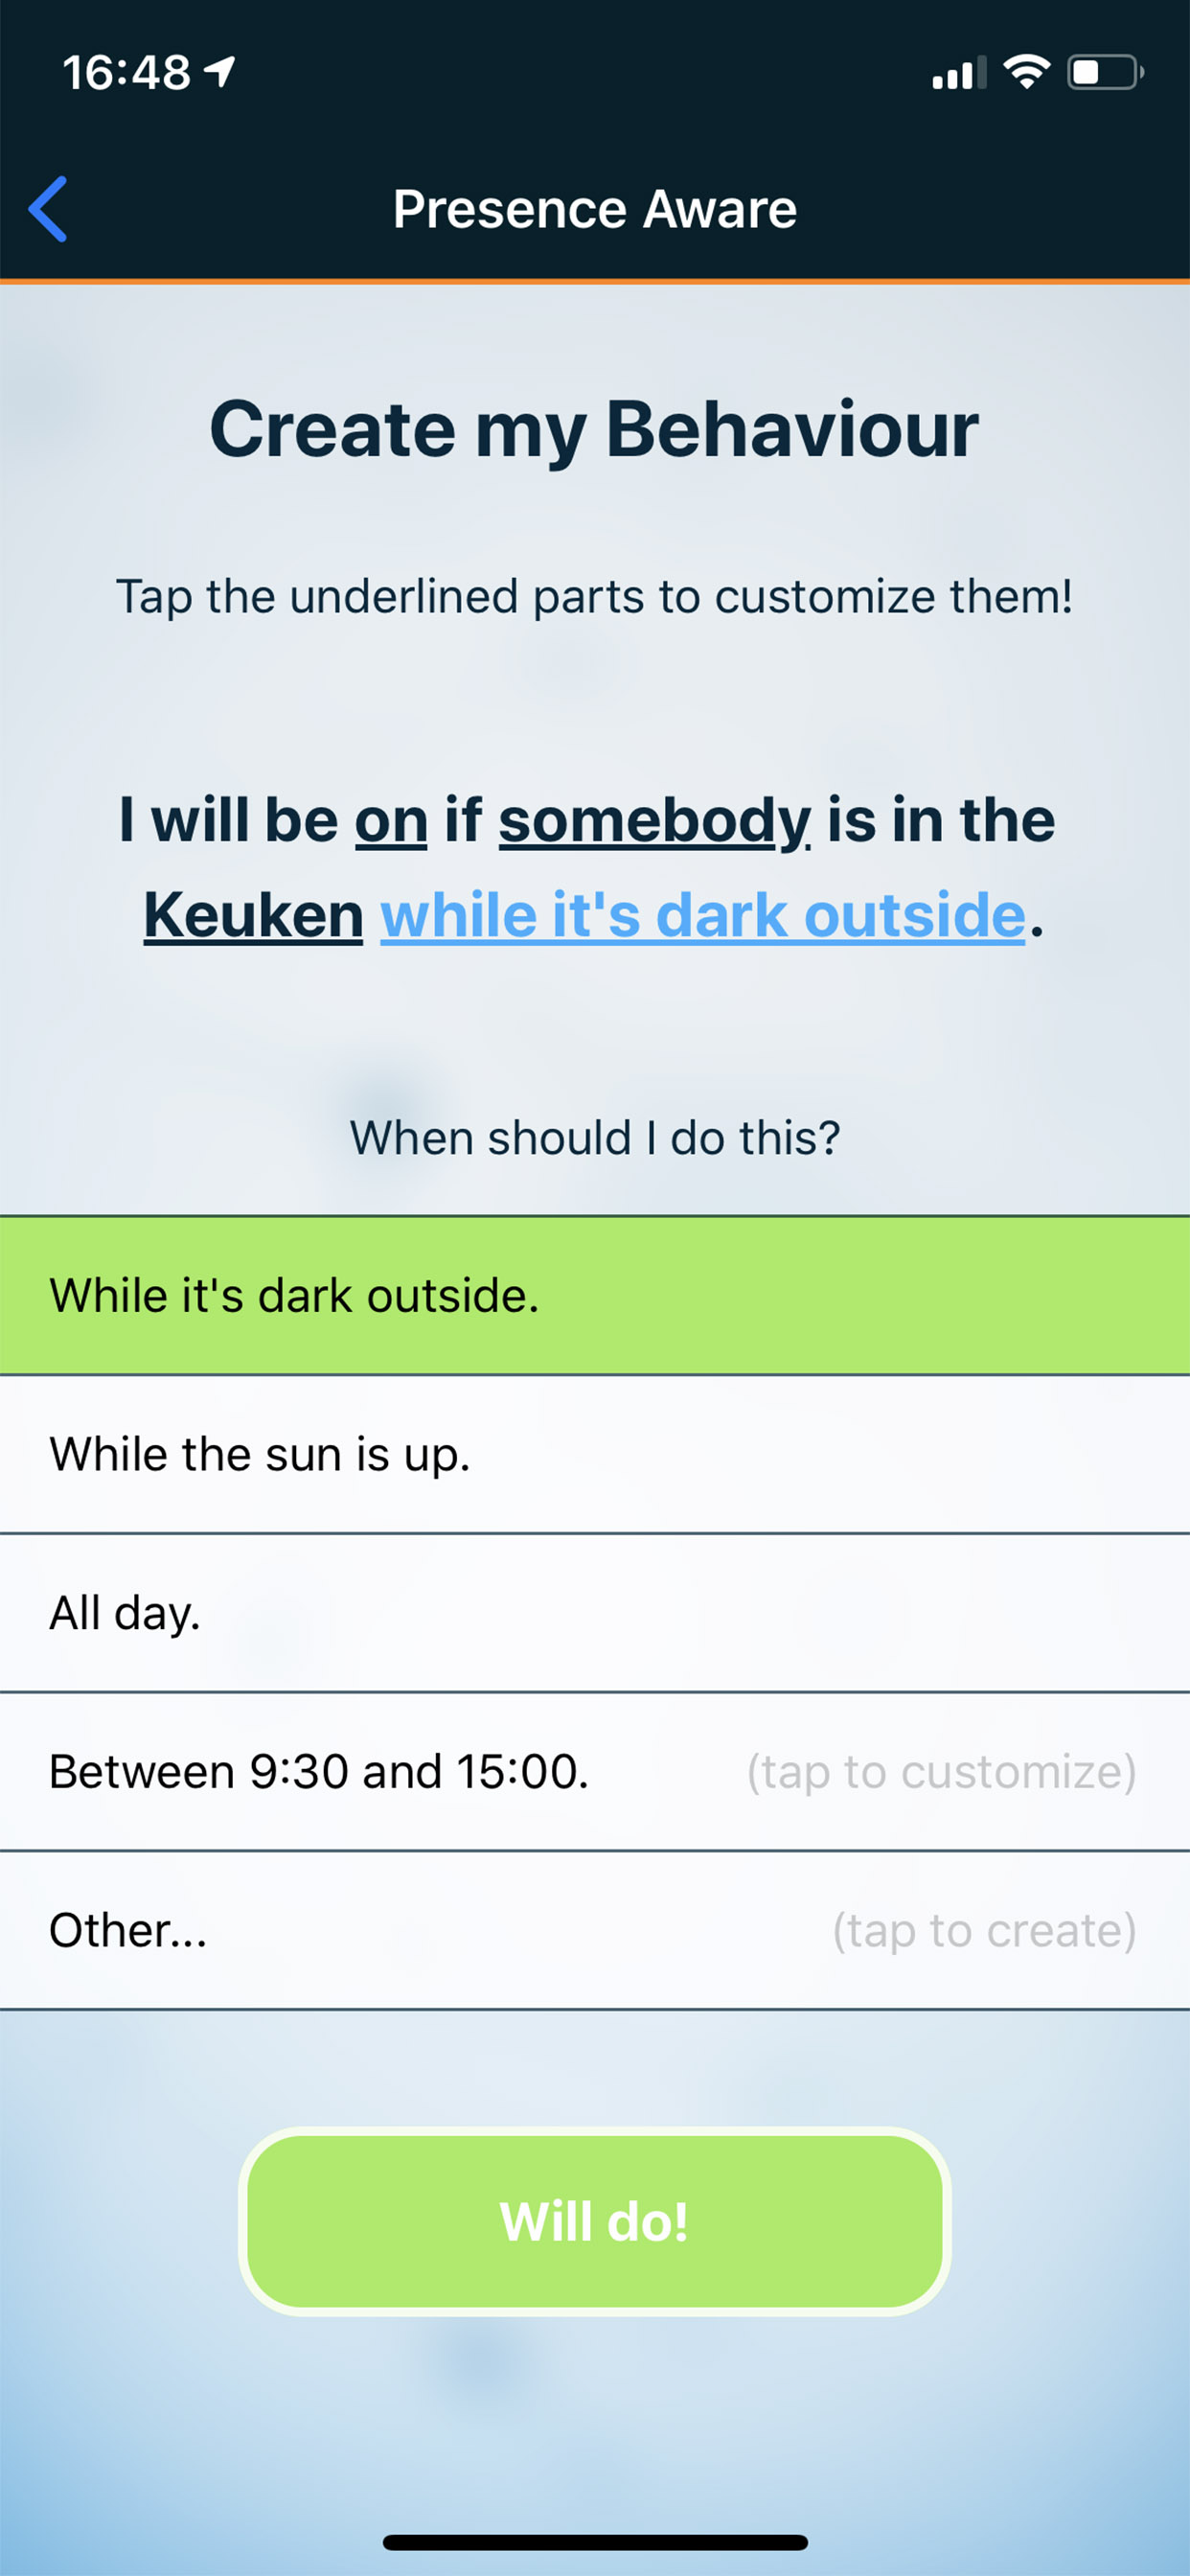 16:48
Presence Aware
Create my Behaviour
Tap the underlined parts to customize them!
I will be on if somebody is in the
Keuken while it's dark outside.
When should I do this?
While it's dark outside.
While the sun is up.
All day.
Between 9:30 and 15:00. (tap to customize)
Other... (tap to create)
Will do!